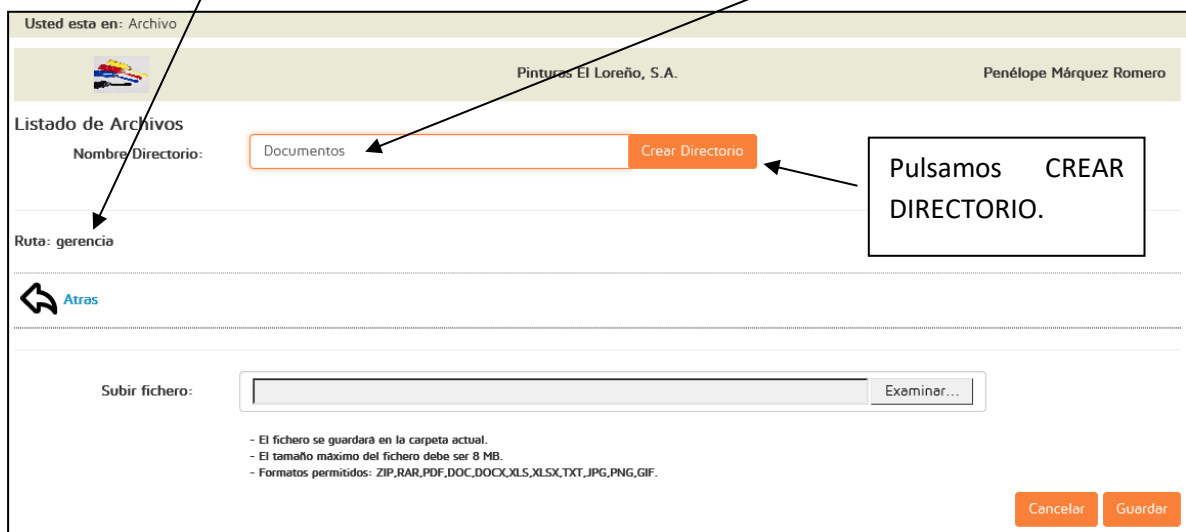 Usted esta en: Archivo
Pinturas El Loreño, S.A.
Penélope Márquez Romero
Listado de Archivos
Nombre Directorio:
Documentos
Crear Directorio
Pulsamos CREAR
DIRECTORIO.
Ruta: gerencia
Atras
Subir fichero:
Examinar...
- El fichero se guardará en la carpeta actual.
- El tamaño máximo del fichero debe ser 8 MB.
- Formatos permitidos: ZIP,RAR,PDF,DOC,DOCX,XLS,XLSX,TXT,JPG,PNG,GIF.
Cancelar
Guardar